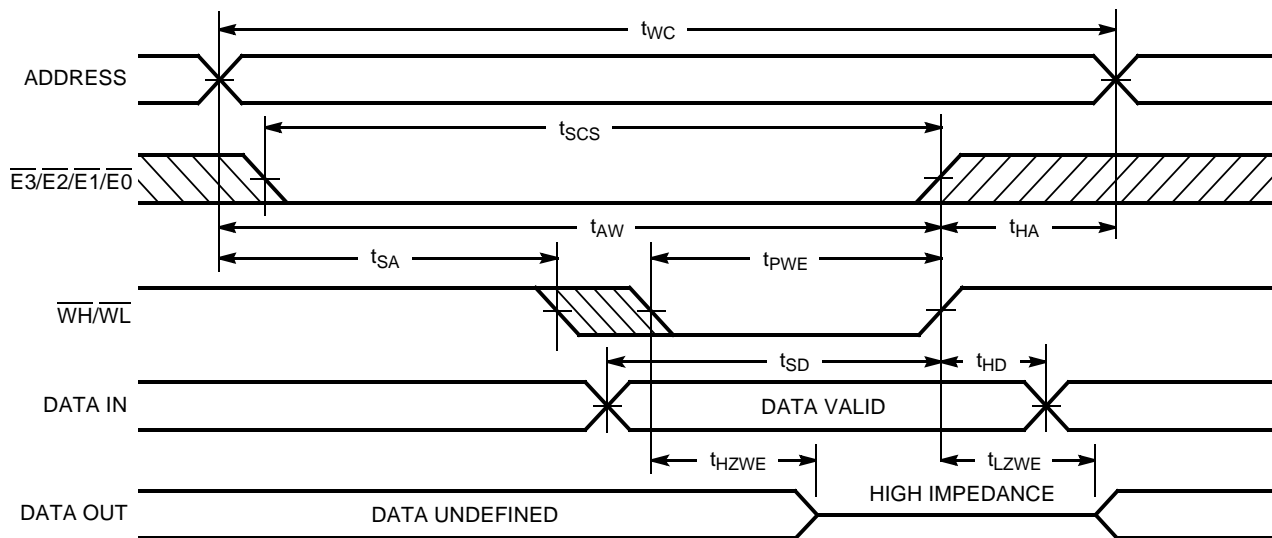 tWC
ADDRESS
tSCS
E3/E2/E1/E0
tAW
tHA
tSA
tPWE
WH/WL
tSD
tHD
DATA IN
DATA VALID
tHZWE
tLZWE
HIGH IMPEDANCE
DATA OUT
DATA UNDEFINED